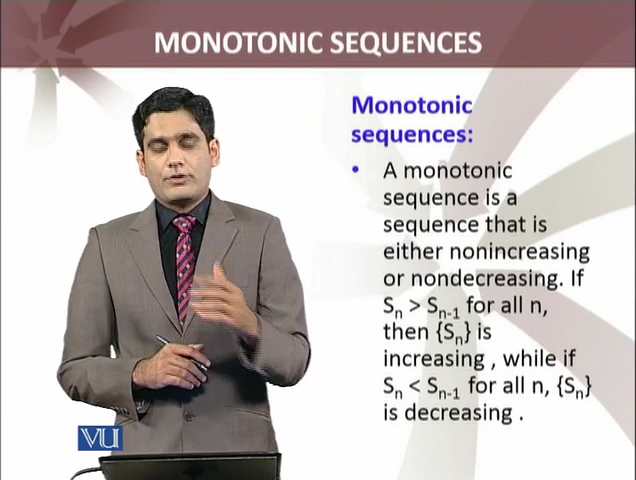 MONOTONIC SEQUENCES
Monotonic
sequences:
• A monotonic
sequence is a
sequence that is
either nonincreasing
or nondecreasing. If
Sₙ > Sₙ₋₁ for all n,
then {Sₙ} is
increasing , while if
Sₙ < Sₙ₋₁ for all n, {Sₙ}
is decreasing .
VU